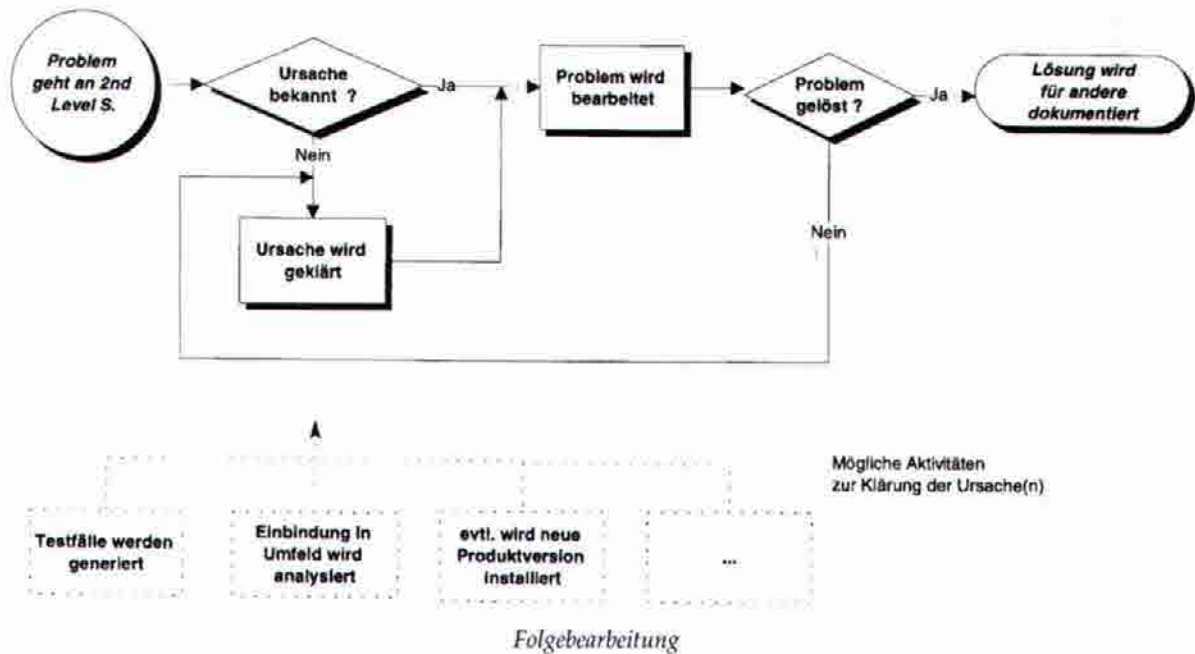 Problem
geht an 2nd
Level S.
Ursache
bekannt ?
Ja
Nein
Problem wird
bearbeitet
Problem
gelöst ?
Ja
Nein
Lösung wird
für andere
dokumentiert
Ursache wird
geklärt
Mögliche Aktivitäten
zur Klärung der Ursache(n)
Testfälle werden
generiert
Einbindung in
Umfeld wird
analysiert
evtl. wird neue
Produktversion
installiert
...
Folgebearbeitung